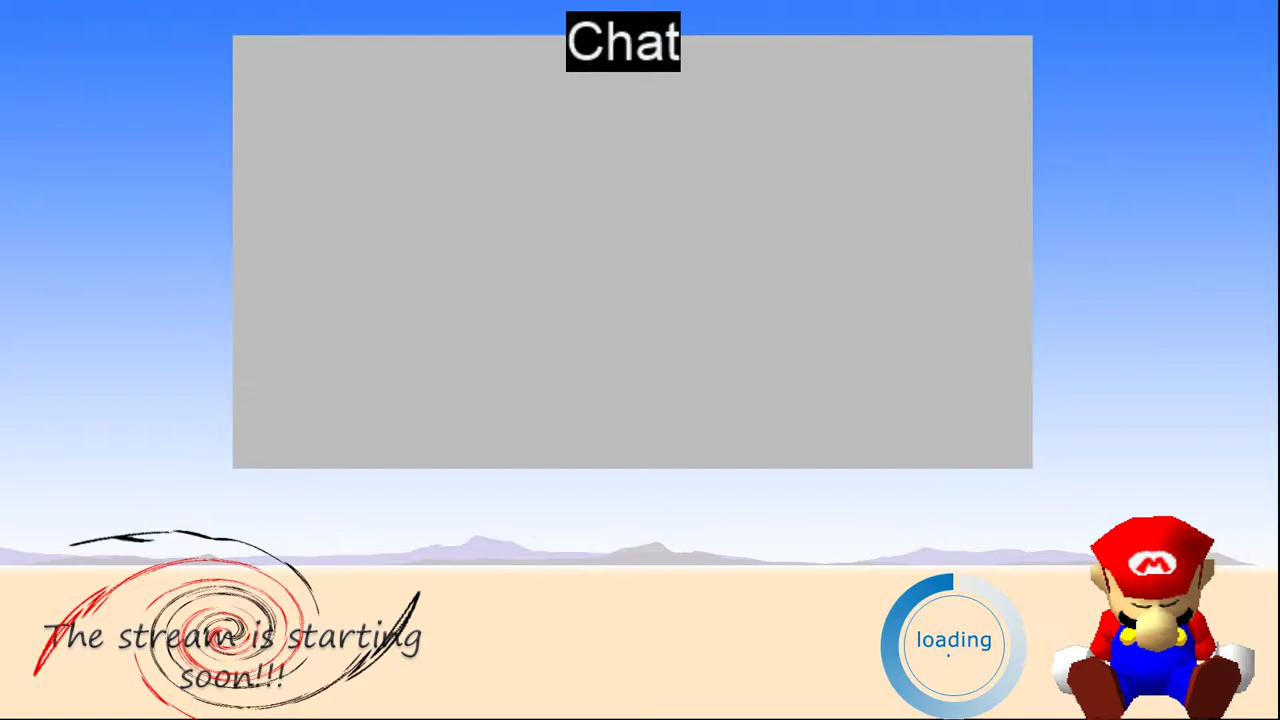 Chat
The stream is starting
soon!!!
loading
M